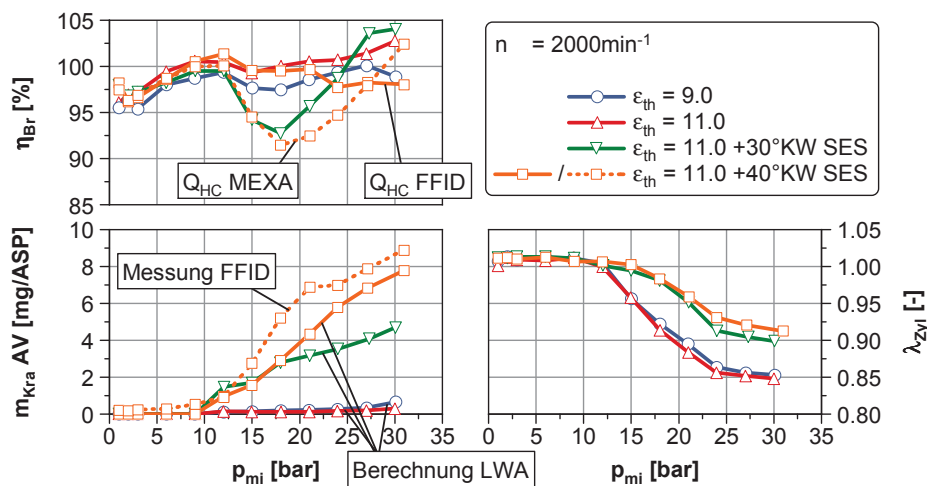 105
100
95
90
85
η_Br [%]
Q_HC MEXA
Q_HC FFID
n = 2000min⁻¹
ε_th = 9.0
ε_th = 11.0
ε_th = 11.0 +30°KW SES
/ ε_th = 11.0 +40°KW SES
10
8
6
4
2
0
m_Kra AV [mg/ASP]
Messung FFID
0 5 10 15 20 25 30 35
p_mi [bar]
Berechnung LWA
1.05
1.00
0.95
0.90
0.85
0.80
λ_Zyl [-]
0 5 10 15 20 25 30 35
p_mi [bar]